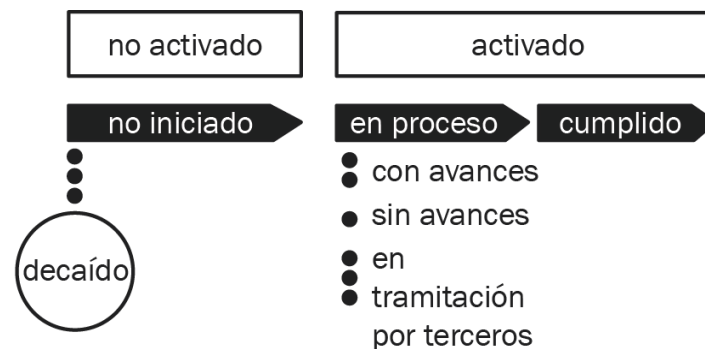 no activado
activado
no iniciado
en proceso
cumplido
con avances
sin avances
en
tramitación
por terceros
decaído